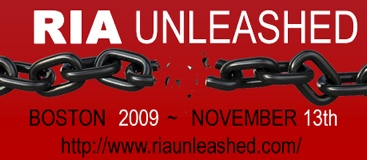 RIA UNLEASHED
BOSTON 2009 ~ NOVEMBER 13th
http://www.riaunleashed.com/